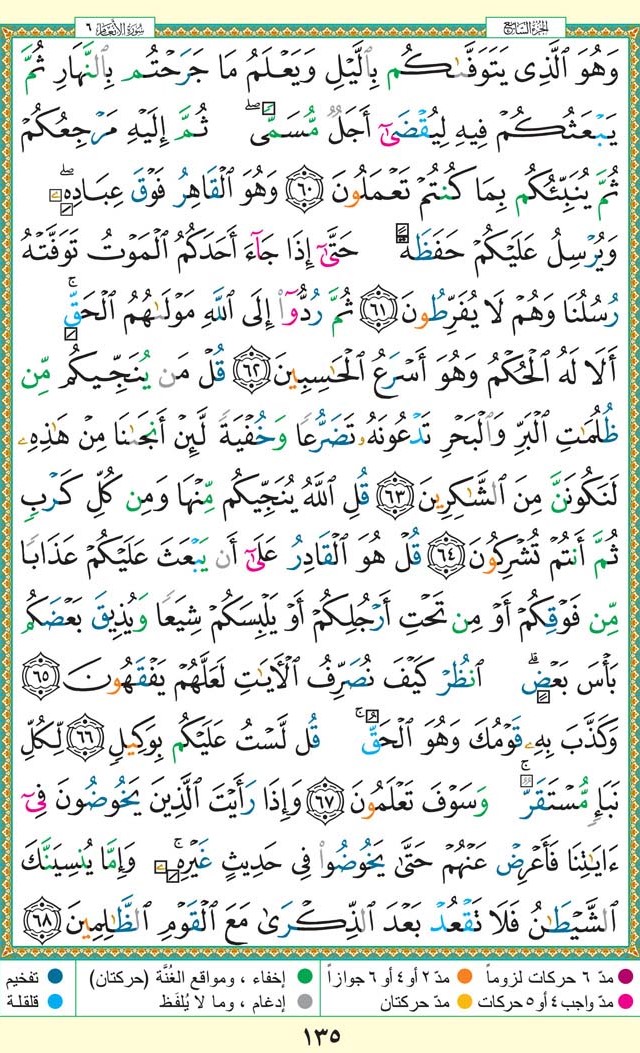 الجزء السابع
سورة الأنعام ٦
وَهُوَ ٱلَّذِى يَتَوَفَّىٰكُم بِٱلَّيْلِ وَيَعْلَمُ مَا جَرَحْتُم بِٱلنَّهَارِ ثُمَّ
يَبْعَثُكُمْ فِيهِ لِيُقْضَىٰٓ أَجَلٌ مُّسَمًّى ۖ ثُمَّ إِلَيْهِ مَرْجِعُكُمْ
ثُمَّ يُنَبِّئُكُم بِمَا كُنتُمْ تَعْمَلُونَ ٦٠ وَهُوَ ٱلْقَاهِرُ فَوْقَ عِبَادِهِۦ ۖ
وَيُرْسِلُ عَلَيْكُمْ حَفَظَةً حَتَّىٰٓ إِذَا جَآءَ أَحَدَكُمُ ٱلْمَوْتُ تَوَفَّتْهُ
رُسُلُنَا وَهُمْ لَا يُفَرِّطُونَ ٦١ ثُمَّ رُدُّوٓا۟ إِلَى ٱللَّهِ مَوْلَىٰهُمُ ٱلْحَقِّ ۚ
أَلَا لَهُ ٱلْحُكْمُ وَهُوَ أَسْرَعُ ٱلْحَٰسِبِينَ ٦٢ قُلْ مَن يُنَجِّيكُم مِّن
ظُلُمَٰتِ ٱلْبَرِّ وَٱلْبَحْرِ تَدْعُونَهُۥ تَضَرُّعًا وَخُفْيَةً لَّئِنْ أَنجَىٰنَا مِنْ هَٰذِهِۦ
لَنَكُونَنَّ مِنَ ٱلشَّٰكِرِينَ ٦٣ قُلِ ٱللَّهُ يُنَجِّيكُم مِّنْهَا وَمِن كُلِّ كَرْبٍ
ثُمَّ أَنتُمْ تُشْرِكُونَ ٦٤ قُلْ هُوَ ٱلْقَادِرُ عَلَىٰٓ أَن يَبْعَثَ عَلَيْكُمْ عَذَابًا
مِّن فَوْقِكُمْ أَوْ مِن تَحْتِ أَرْجُلِكُمْ أَوْ يَلْبِسَكُمْ شِيَعًا وَيُذِيقَ بَعْضَكُم
بَأْسَ بَعْضٍ ۗ ٱنظُرْ كَيْفَ نُصَرِّفُ ٱلْءَايَٰتِ لَعَلَّهُمْ يَفْقَهُونَ ٦٥
وَكَذَّبَ بِهِۦ قَوْمُكَ وَهُوَ ٱلْحَقُّ ۚ قُل لَّسْتُ عَلَيْكُم بِوَكِيلٍ ٦٦ لِّكُلِّ
نَبَإٍ مُّسْتَقَرٌّ ۚ وَسَوْفَ تَعْلَمُونَ ٦٧ وَإِذَا رَأَيْتَ ٱلَّذِينَ يَخُوضُونَ فِىٓ
ءَايَٰتِنَا فَأَعْرِضْ عَنْهُمْ حَتَّىٰ يَخُوضُوا۟ فِى حَدِيثٍ غَيْرِهِۦ ۚ وَإِمَّا يُنسِيَنَّكَ
ٱلشَّيْطَٰنُ فَلَا تَقْعُدْ بَعْدَ ٱلذِّكْرَىٰ مَعَ ٱلْقَوْمِ ٱلظَّٰلِمِينَ ٦٨
مدّ ٦ حركات لزوماً مدّ ٢ أو ٤ أو ٦ جوازاً إخفاء، ومواقع الغُنَّة (حركتان) تفخيم
مدّ واجب ٤ أو ٥ حركات مدّ حركتان إدغام، وما لا يُلفَظ قلقلة
١٣٥